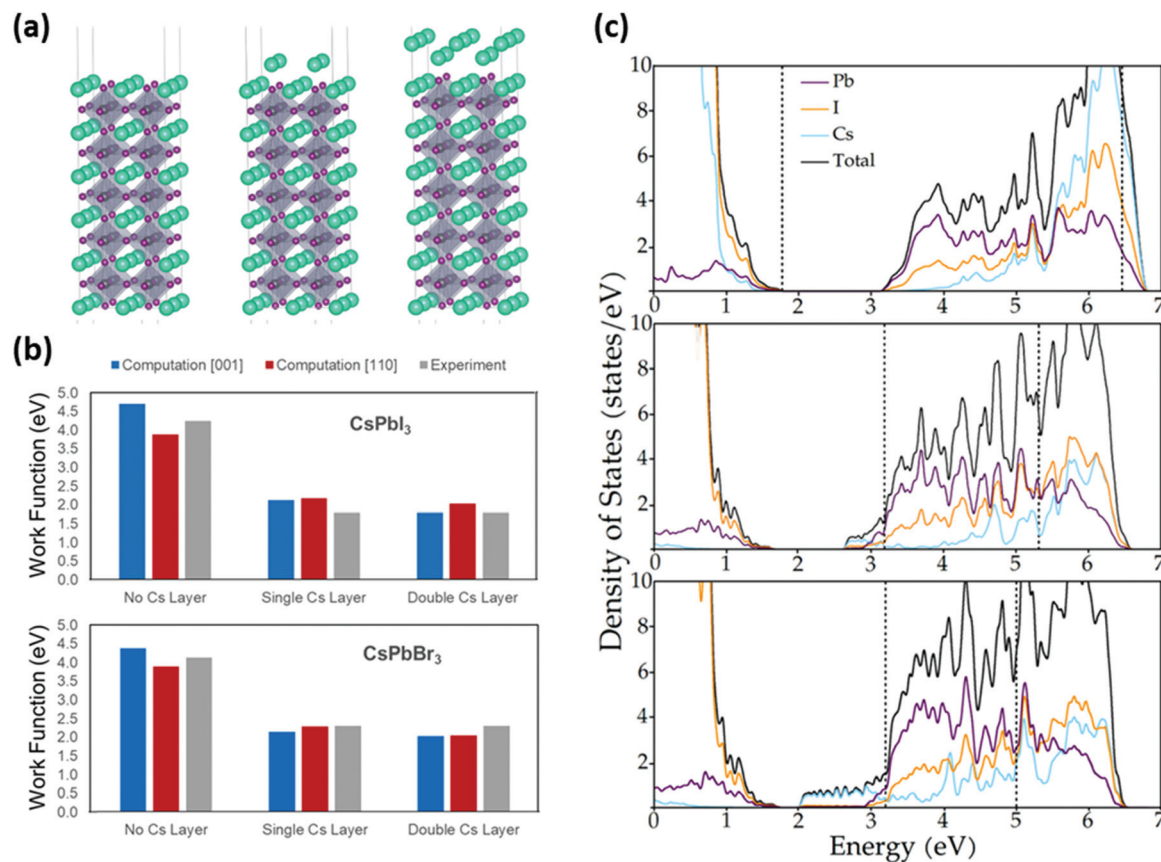 (a)
(b)
Computation [001] Computation [110] Experiment
Work Function (eV)
5.0
4.5
4.0
3.5
3.0
2.5
2.0
1.5
1.0
0.5
0.0
CsPbI3
No Cs Layer Single Cs Layer Double Cs Layer
Work Function (eV)
5.0
4.5
4.0
3.5
3.0
2.5
2.0
1.5
1.0
0.5
0.0
CsPbBr3
No Cs Layer Single Cs Layer Double Cs Layer
(c)
Density of States (states/eV)
10
8
6
4
2
Pb
I
Cs
Total
0 1 2 3 4 5 6 7
10
8
6
4
2
0 1 2 3 4 5 6 7
10
8
6
4
2
0 1 2 3 4 5 6 7
Energy (eV)